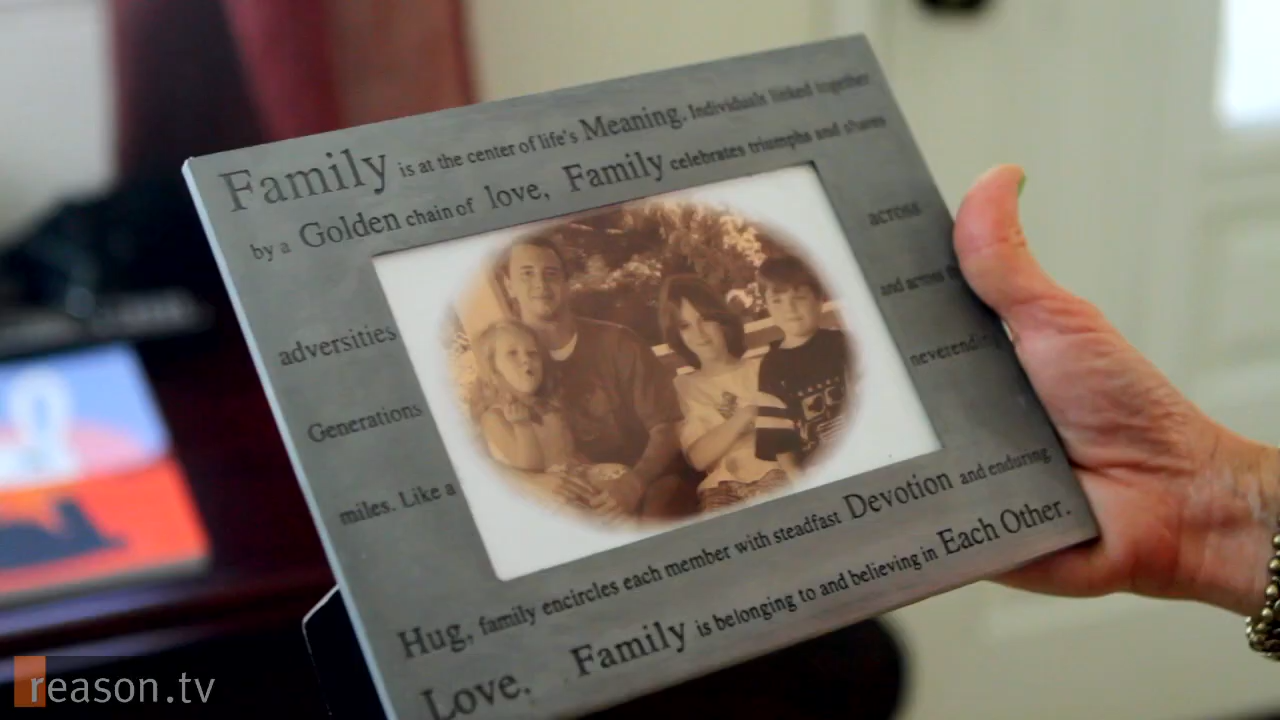 Family is at the center of life's Meaning. Individuals linked together
by a Golden chain of love, Family celebrates triumphs and shares
adversities across
Generations and across
miles. Like a
Hug, family encircles each member with steadfast Devotion and enduring
Love. Family is belonging to and believing in Each Other.
reason.tv